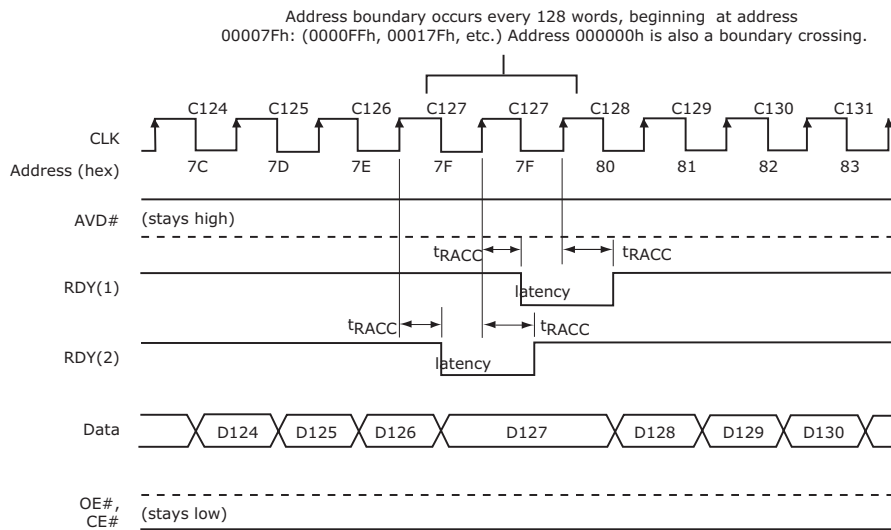 Address boundary occurs every 128 words, beginning at address
00007Fh: (0000FFh, 00017Fh, etc.) Address 000000h is also a boundary crossing.
C124 C125 C126 C127 C127 C128 C129 C130 C131
CLK
Address (hex) 7C 7D 7E 7F 7F 80 81 82 83
AVD# (stays high)
tRACC tRACC
RDY(1) latency
tRACC tRACC
RDY(2) latency
Data D124 D125 D126 D127 D128 D129 D130
OE#,
CE# (stays low)